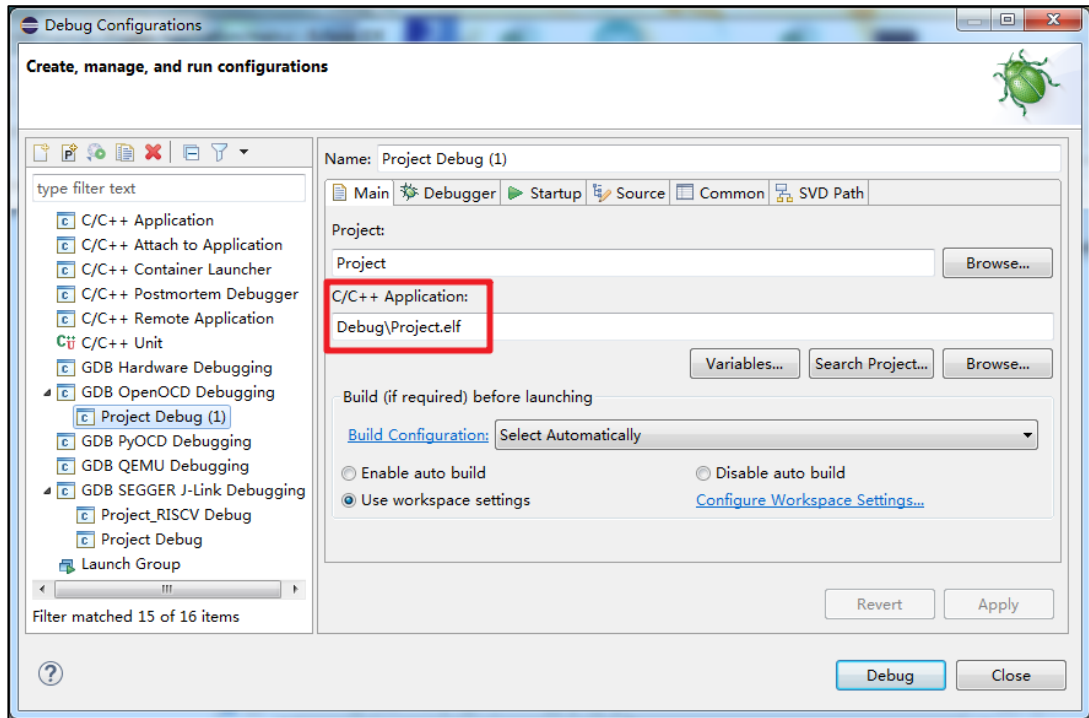 Debug Configurations
Create, manage, and run configurations
type filter text
C/C++ Application
C/C++ Attach to Application
C/C++ Container Launcher
C/C++ Postmortem Debugger
C/C++ Remote Application
C/C++ Unit
GDB Hardware Debugging
GDB OpenOCD Debugging
Project Debug (1)
GDB PyOCD Debugging
GDB QEMU Debugging
GDB SEGGER J-Link Debugging
Project_RISCV Debug
Project Debug
Launch Group
Filter matched 15 of 16 items
Name: Project Debug (1)
Main Debugger Startup Source Common SVD Path
Project:
Project Browse...
C/C++ Application:
Debug\Project.elf
Variables... Search Project... Browse...
Build (if required) before launching
Build Configuration: Select Automatically
Enable auto build Disable auto build
Use workspace settings Configure Workspace Settings...
Revert Apply
Debug Close